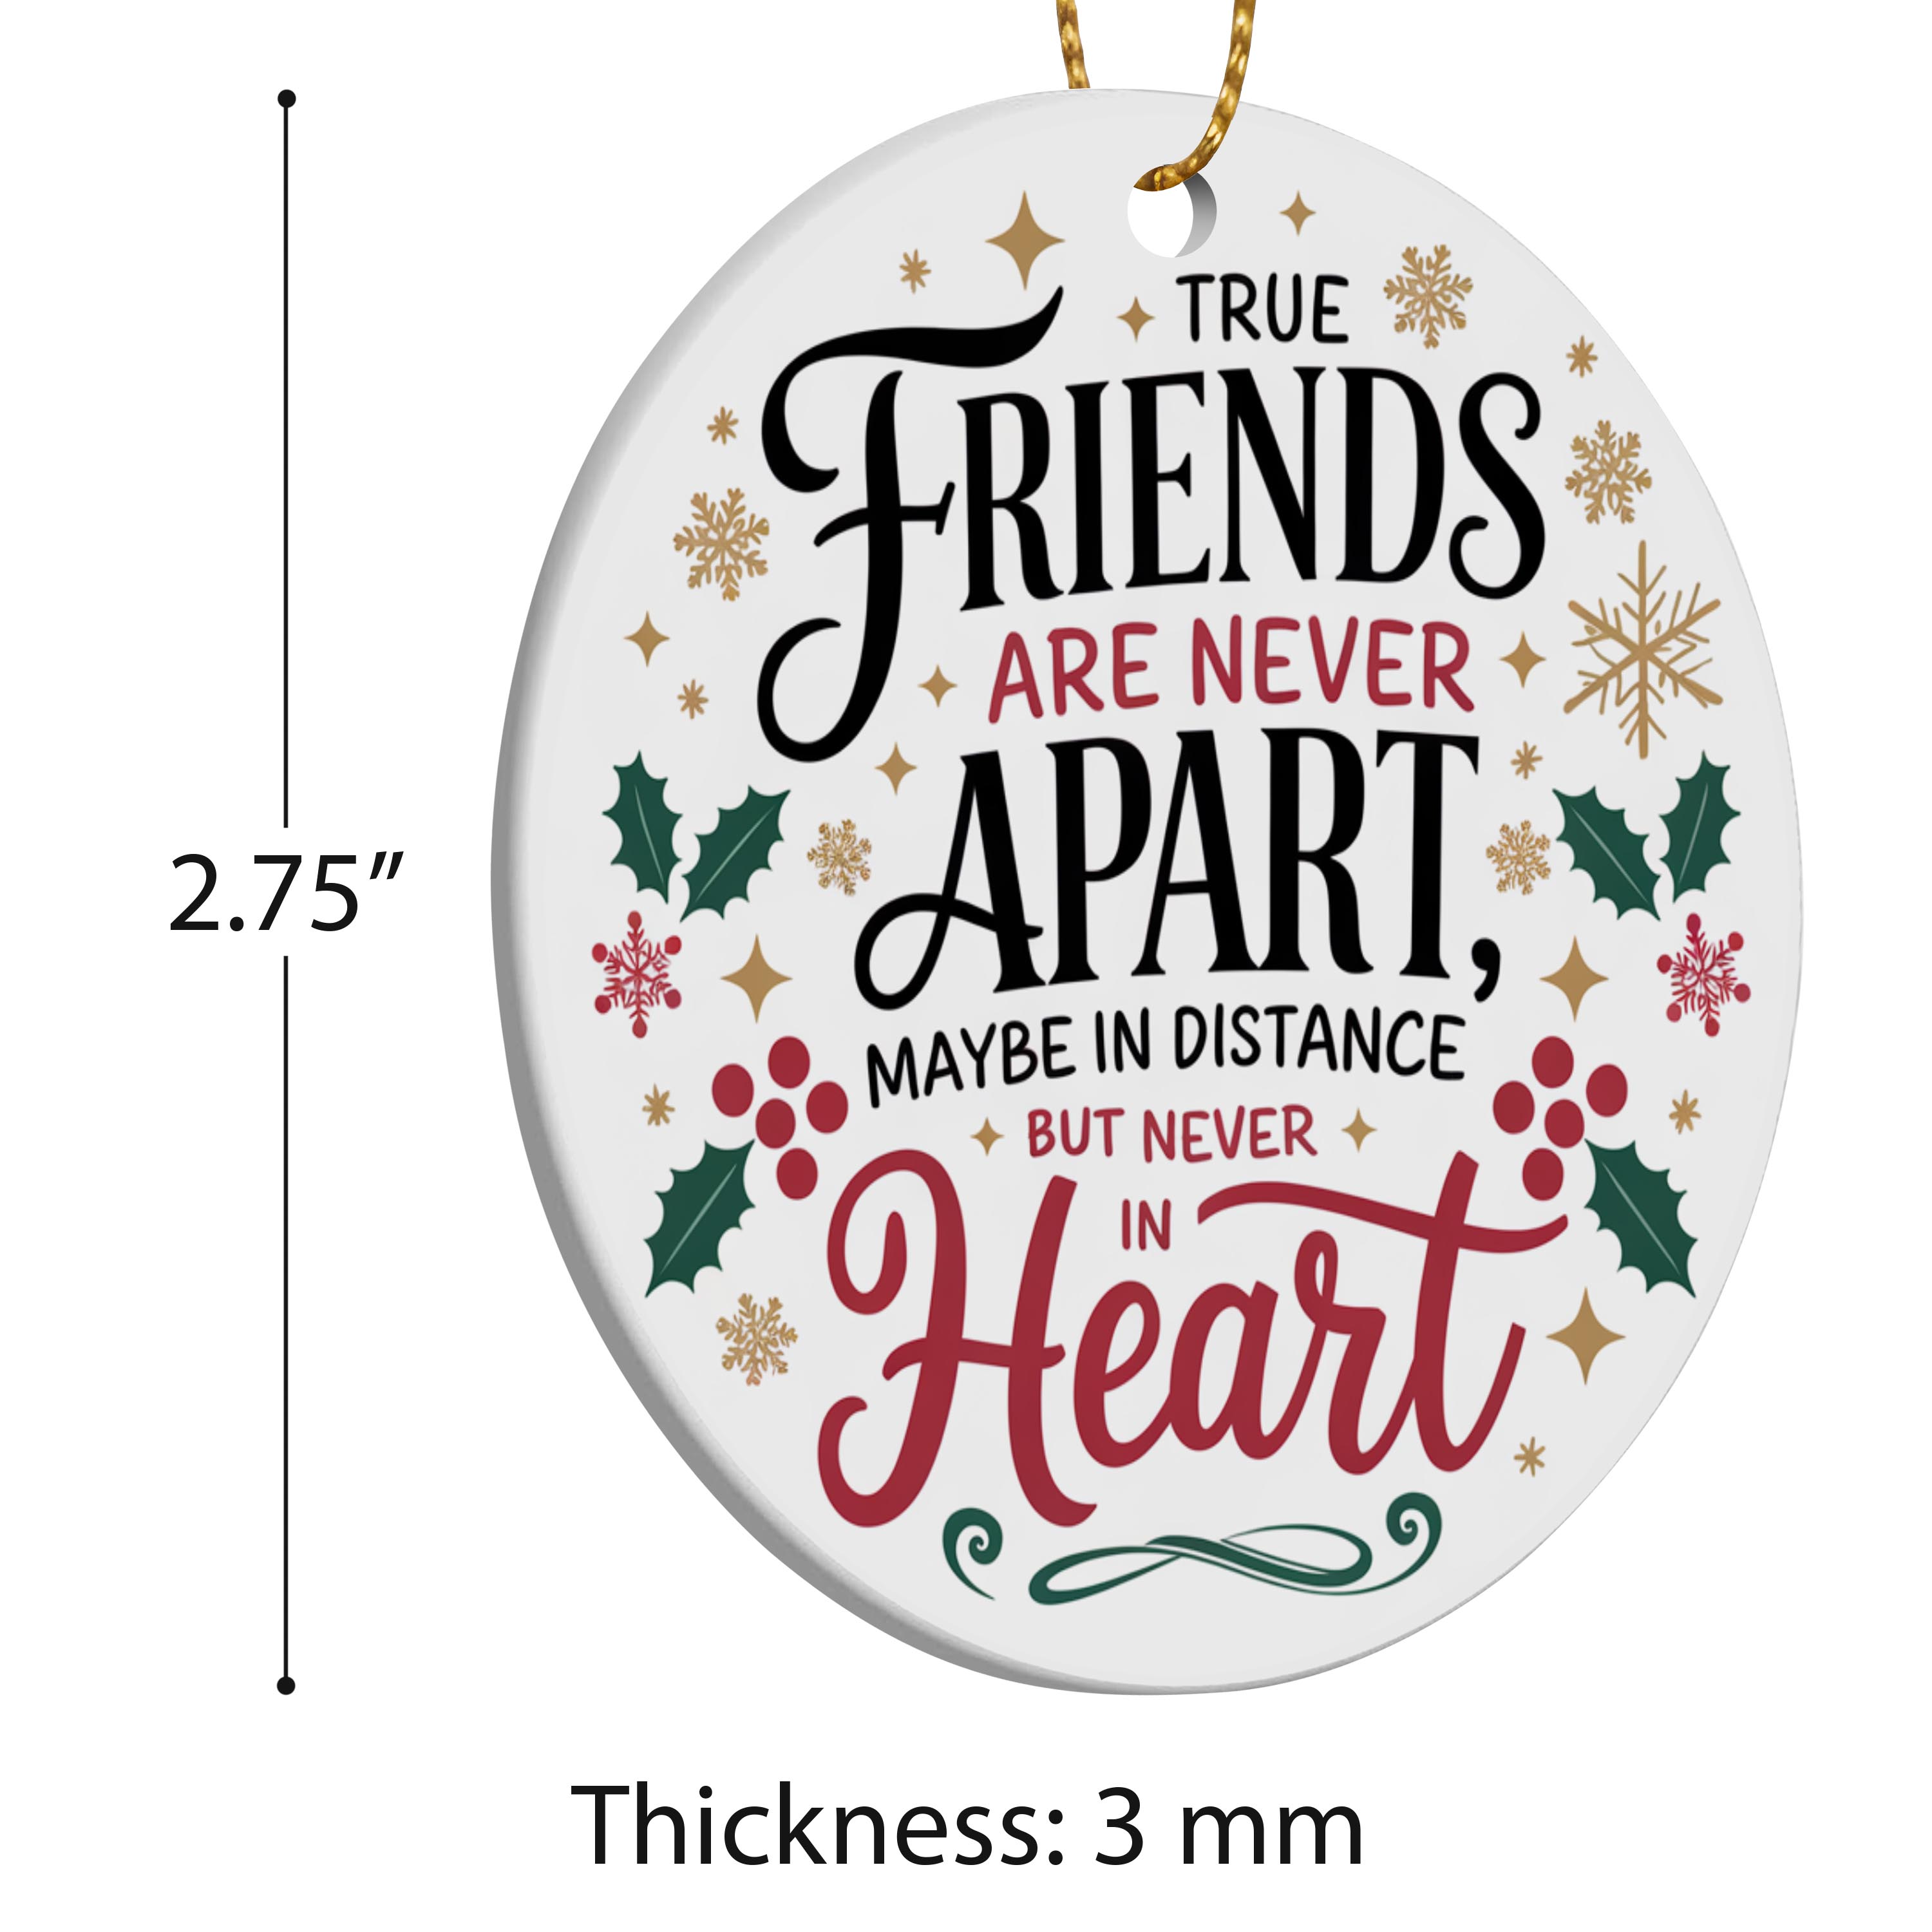 TRUE
FRIENDS
ARE NEVER
APART,
MAYBE IN DISTANCE
BUT NEVER
IN
Heart
2.75”
Thickness: 3 mm